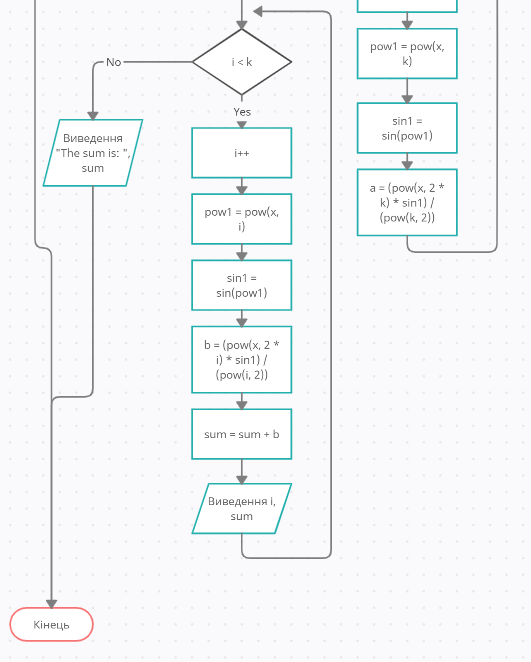 i < k
No
Yes
Виведення
"The sum is: ",
sum
i++
pow1 = pow(x,
i)
sin1 =
sin(pow1)
b = (pow(x, 2 *
i) * sin1) /
(pow(i, 2))
sum = sum + b
Виведення i,
sum
pow1 = pow(x,
k)
sin1 =
sin(pow1)
a = (pow(x, 2 *
k) * sin1) /
(pow(k, 2))
Кінець